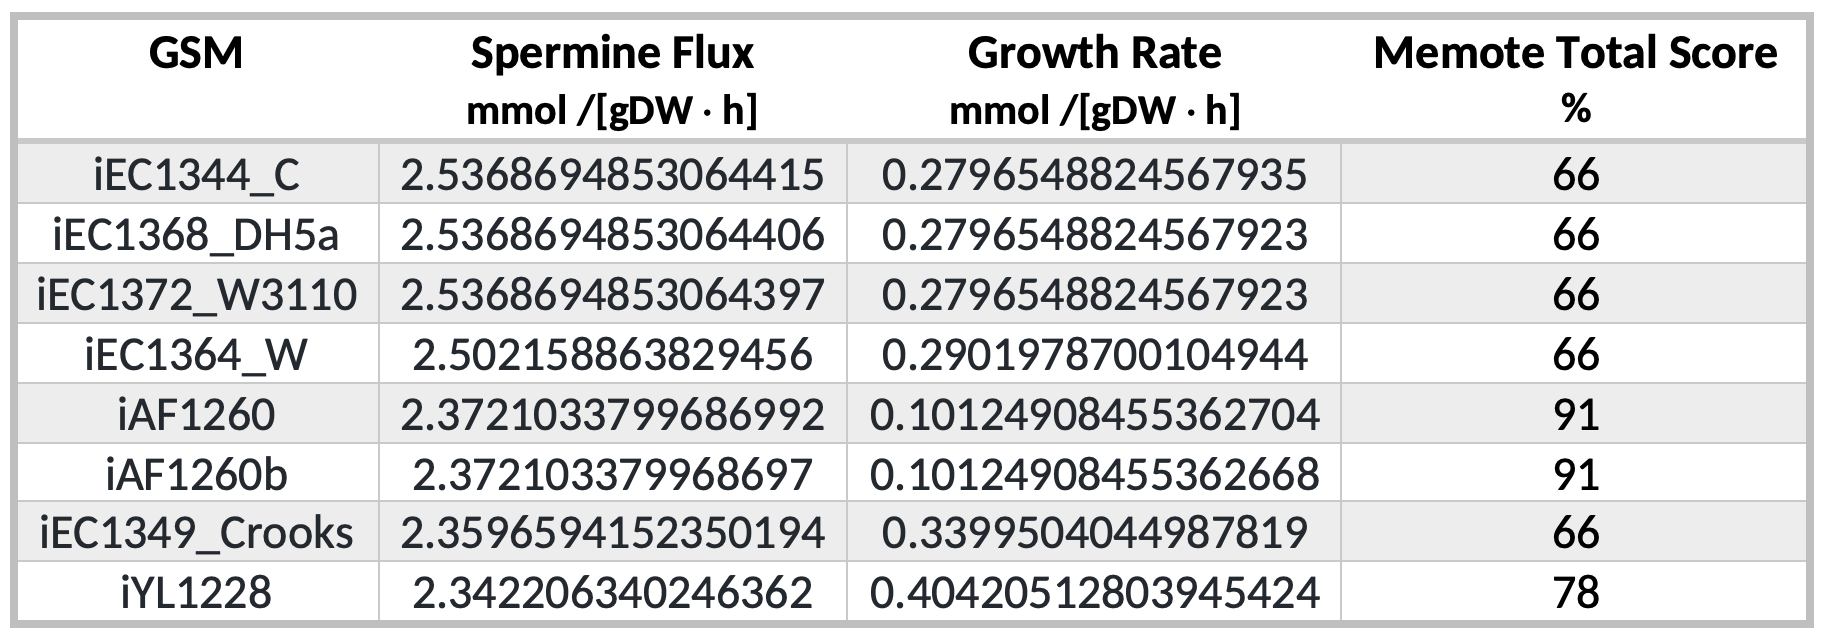 GSM Spermine Flux Growth Rate Memote Total Score
mmol /[gDW · h] mmol /[gDW · h] %
iEC1344_C 2.5368694853064415 0.2796548824567935 66
iEC1368_DH5a 2.5368694853064406 0.2796548824567923 66
iEC1372_W3110 2.5368694853064397 0.2796548824567923 66
iEC1364_W 2.502158863829456 0.2901978700104944 66
iAF1260 2.3721033799686992 0.10124908455362704 91
iAF1260b 2.372103379968697 0.10124908455362668 91
iEC1349_Crooks 2.3596594152350194 0.3399504044987819 66
iYL1228 2.342206340246362 0.40420512803945424 78